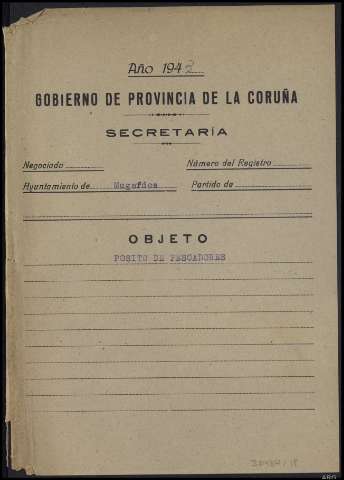 Año 1942
GOBIERNO DE PROVINCIA DE LA CORUÑA
SECRETARÍA
Negociado
Número del Registro
Ayuntamiento de Mugardos
Partido de
OBJETO
POSITO DE PESCADORES
ARG